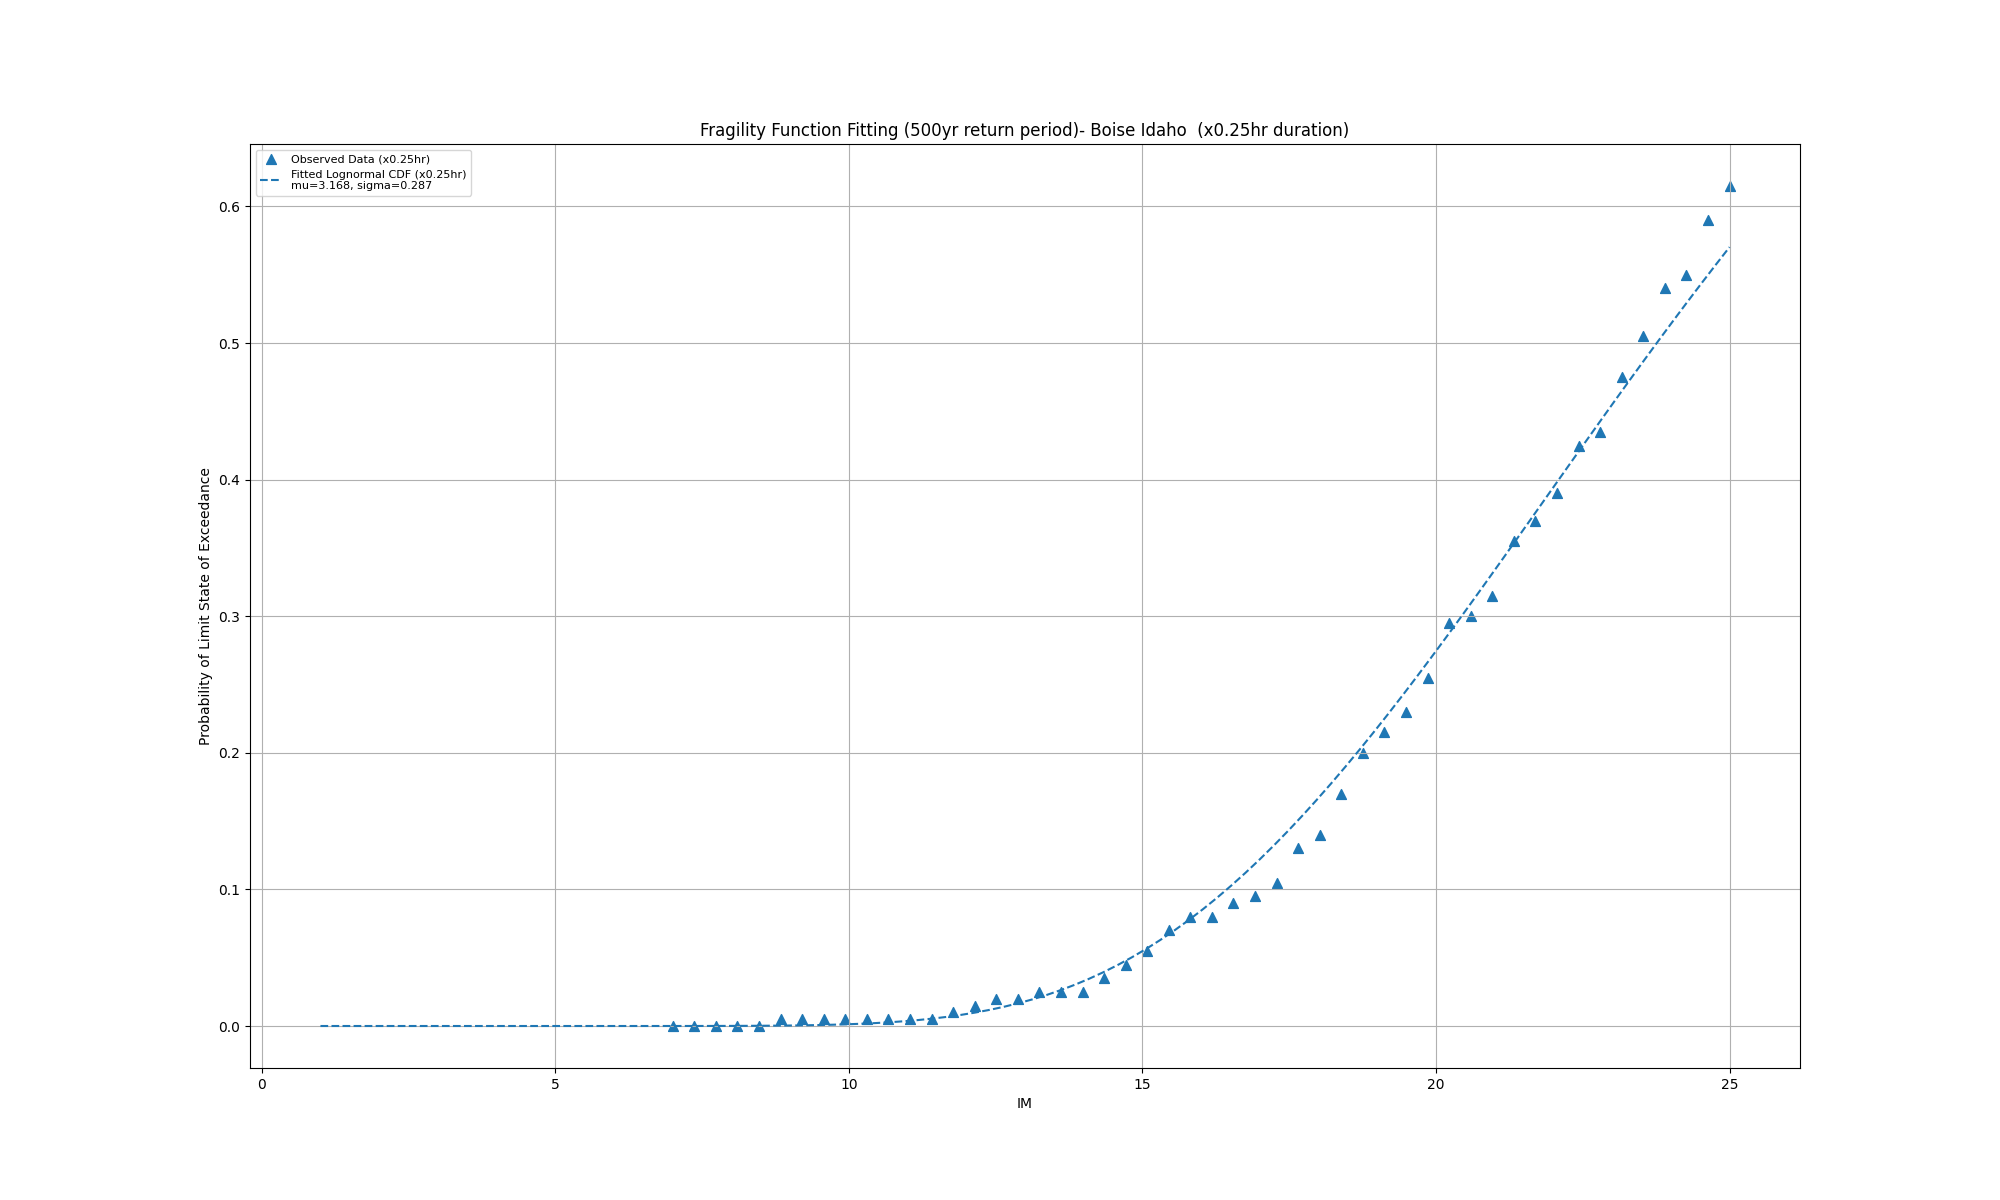 Fragility Function Fitting (500yr return period)- Boise Idaho  (x0.25hr duration)
Observed Data (x0.25hr)
Fitted Lognormal CDF (x0.25hr)
mu=3.168, sigma=0.287
Probability of Limit State of Exceedance
0.6
0.5
0.4
0.3
0.2
0.1
0.0
0
5
10
15
20
25
IM